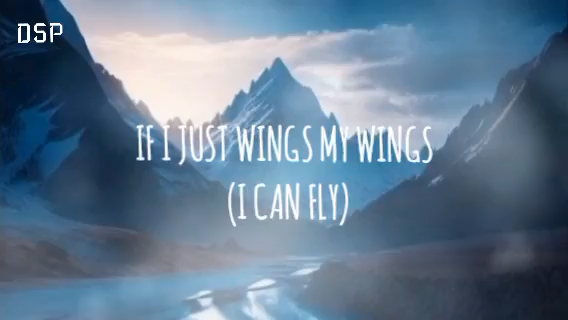 DSP
IF I JUST WINGS MY WINGS
(I CAN FLY)